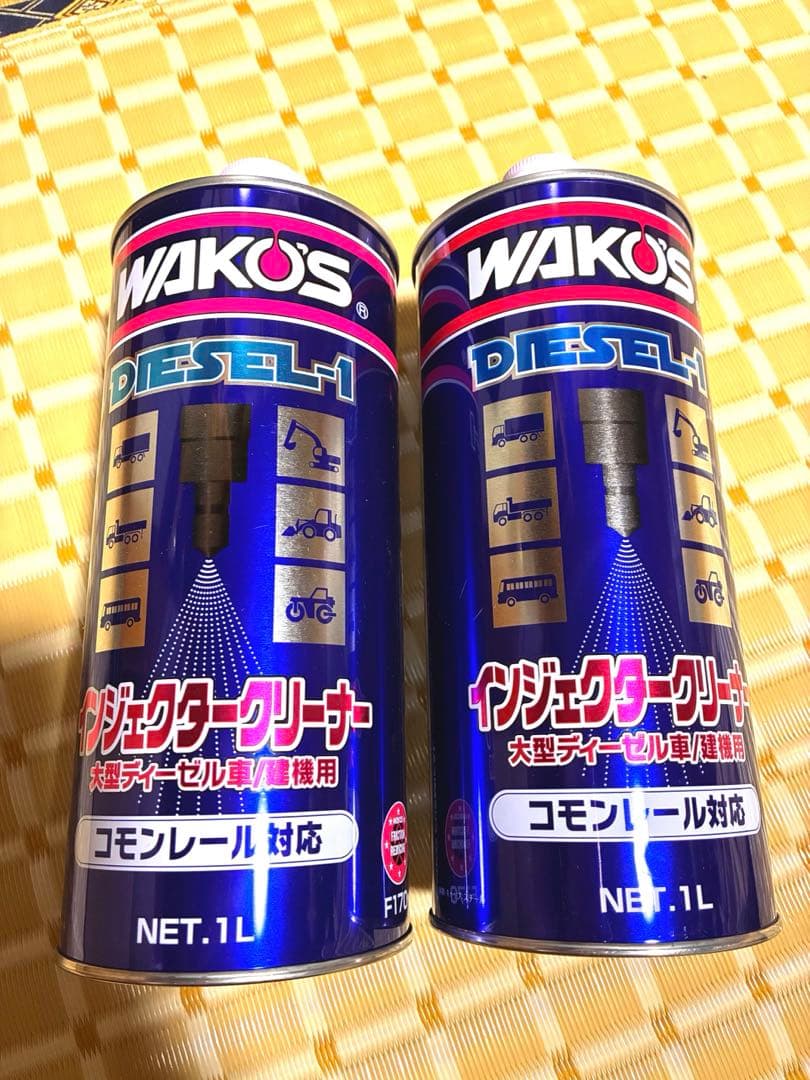 WAKO'S
®
DIESEL-1
インジェクタークリーナー
大型ディーゼル車/建機用
コモンレール対応
NET.1L
F170
WAKO'S
DIESEL-1
インジェクタークリーナー
大型ディーゼル車/建機用
コモンレール対応
NET.1L